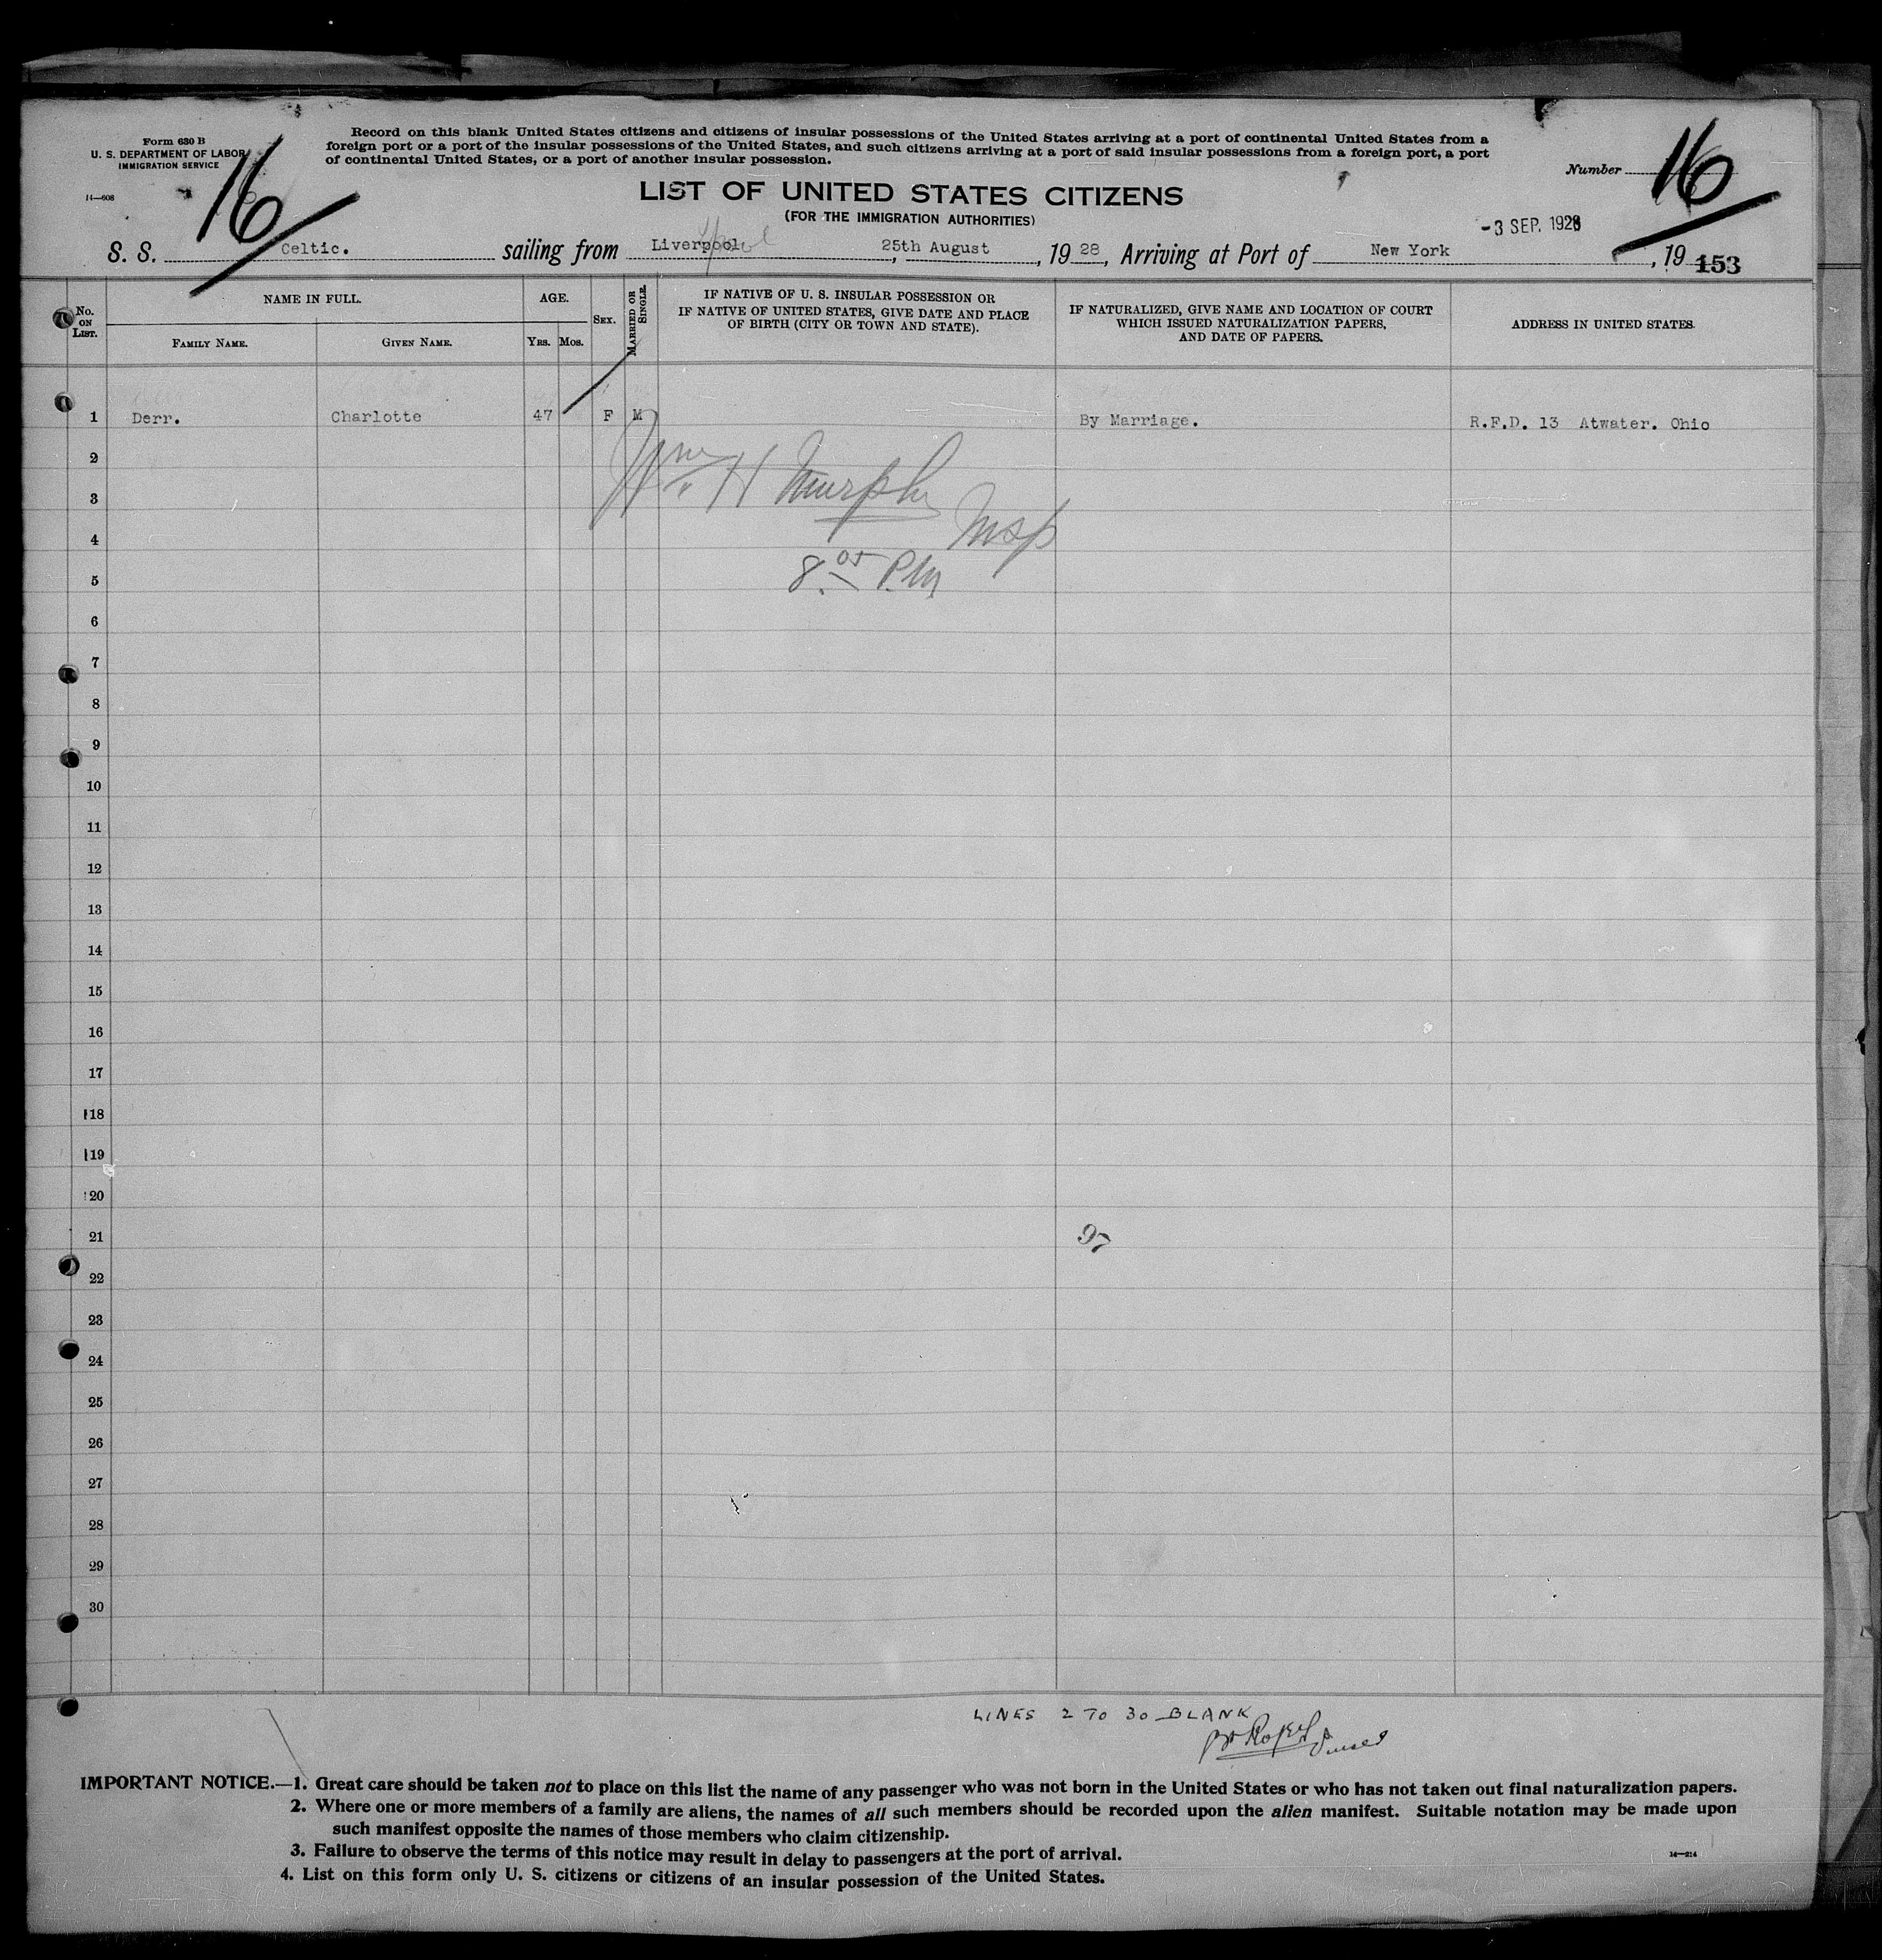 Form 630 B
U. S. DEPARTMENT OF LABOR
IMMIGRATION SERVICE
14—608
Record on this blank United States citizens and citizens of insular possessions of the United States arriving at a port of continental United States from a
foreign port or a port of the insular possessions of the United States, and such citizens arriving at a port of said insular possessions from a foreign port, a port
of continental United States, or a port of another insular possession.
Number 16
16
LIST OF UNITED STATES CITIZENS
(FOR THE IMMIGRATION AUTHORITIES)
-3 SEP. 1928
S. S. Celtic. sailing from Liverpool, 25th August, 1928, Arriving at Port of New York, 19
153
No. ON LIST.
NAME IN FULL.
FAMILY NAME.
GIVEN NAME.
AGE.
YRS. MOS.
SEX.
MARRIED OR SINGLE.
IF NATIVE OF U. S. INSULAR POSSESSION OR
IF NATIVE OF UNITED STATES, GIVE DATE AND PLACE
OF BIRTH (CITY OR TOWN AND STATE).
IF NATURALIZED, GIVE NAME AND LOCATION OF COURT
WHICH ISSUED NATURALIZATION PAPERS,
AND DATE OF PAPERS.
ADDRESS IN UNITED STATES.
1 Derr. Charlotte 47 F M By Marriage. R.F.D. 13 Atwater. Ohio
2
Wm H Murphy
3
Insp
4
8.05 P.M
5
6
7
8
9
10
11
12
13
14
15
16
17
18
19
20
21
97
22
23
24
25
26
27
28
29
30
LINES 2 TO 30 BLANK
IMPORTANT NOTICE.—1. Great care should be taken not to place on this list the name of any passenger who was not born in the United States or who has not taken out final naturalization papers.
2. Where one or more members of a family are aliens, the names of all such members should be recorded upon the alien manifest. Suitable notation may be made upon
such manifest opposite the names of those members who claim citizenship.
3. Failure to observe the terms of this notice may result in delay to passengers at the port of arrival.
14—214
4. List on this form only U. S. citizens or citizens of an insular possession of the United States.